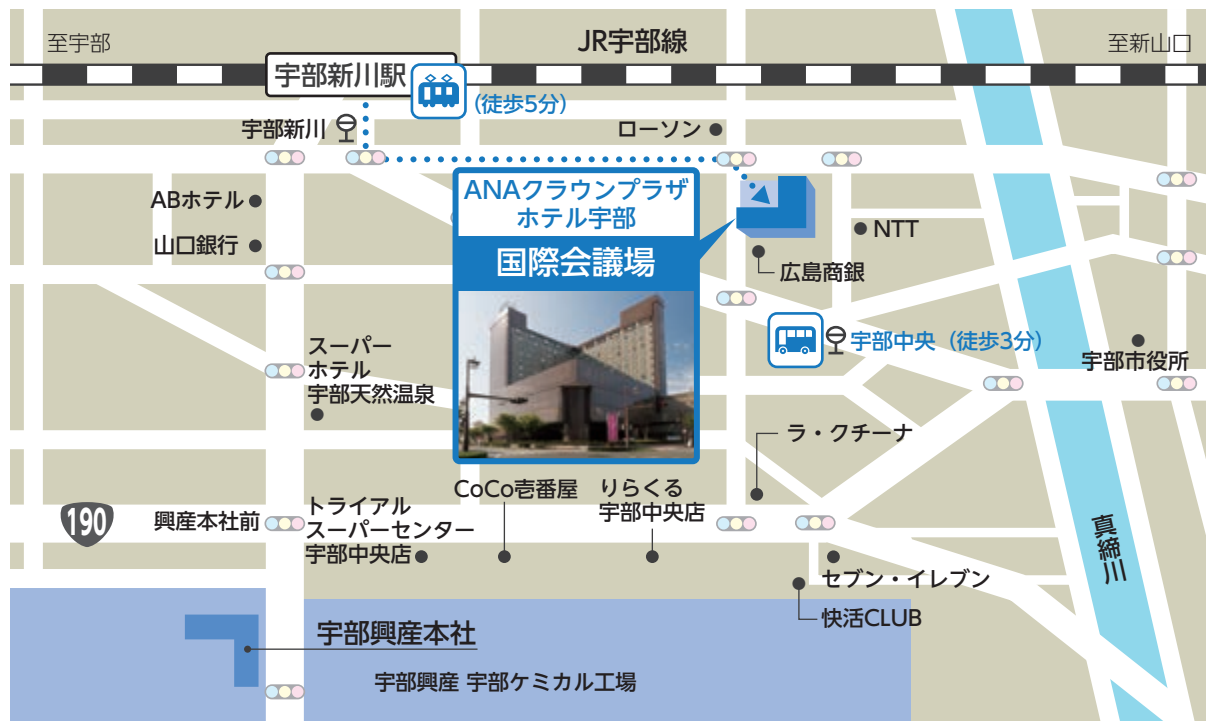 至宇部
JR宇部線
至新山口
宇部新川駅
(徒歩5分)
宇部新川
ローソン
ABホテル
山口銀行
ANAクラウンプラザ
ホテル宇部
国際会議場
NTT
広島商銀
宇部中央（徒歩3分）
宇部市役所
スーパー
ホテル
宇部天然温泉
ラ・クチーナ
CoCo壱番屋
りらくる
宇部中央店
190
興産本社前
トライアル
スーパーセンター
宇部中央店
真締川
セブン・イレブン
快活CLUB
宇部興産本社
宇部興産 宇部ケミカル工場